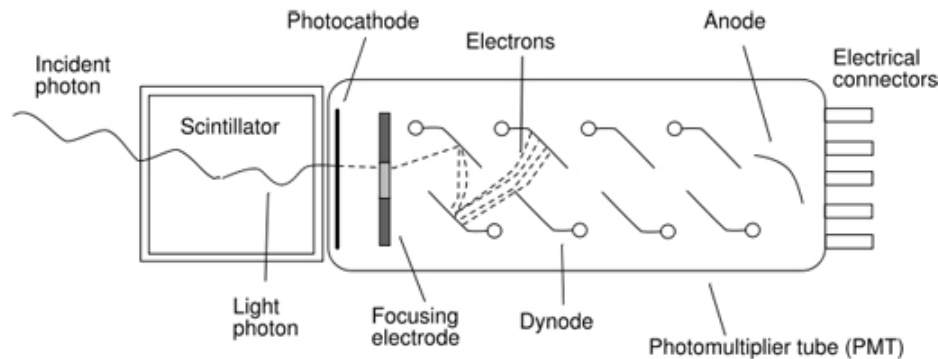 Photocathode
Anode
Electrons
Incident
photon
Electrical
connectors
Scintillator
Light
photon
Focusing
electrode
Dynode
Photomultiplier tube (PMT)